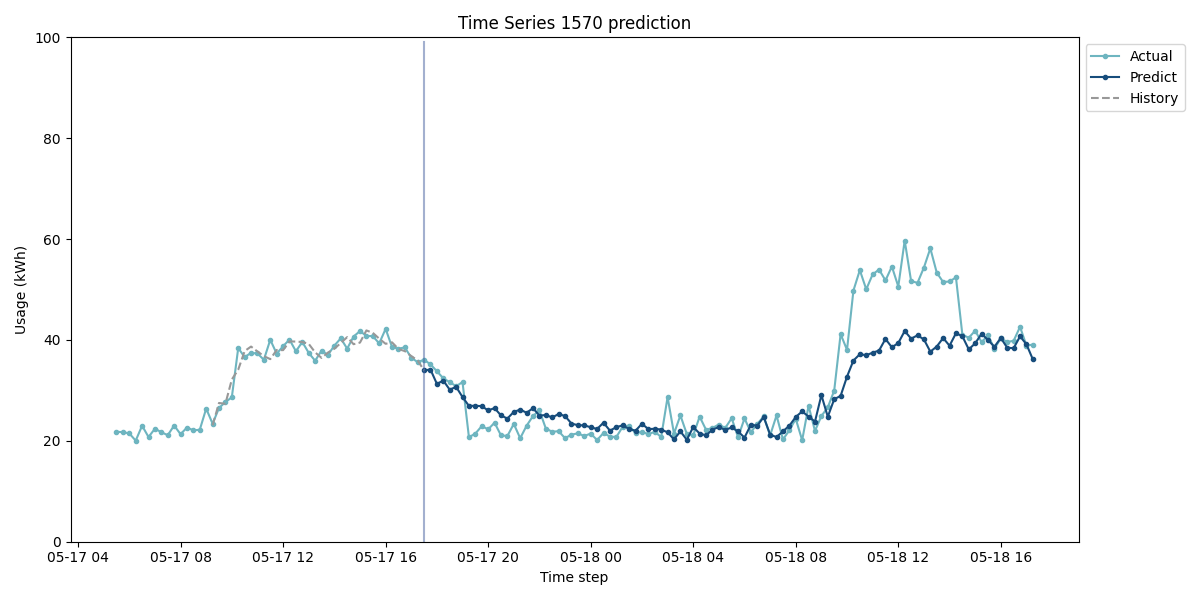 Time Series 1570 prediction
Actual
Predict
History
Usage (kWh)
100
80
60
40
20
0
05-17 04
05-17 08
05-17 12
05-17 16
05-17 20
05-18 00
05-18 04
05-18 08
05-18 12
05-18 16
Time step